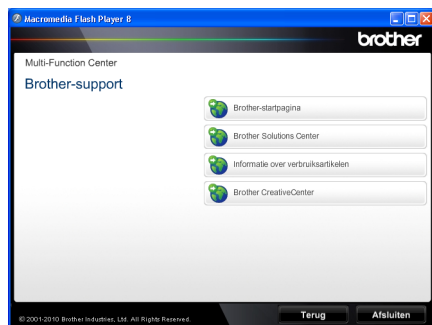 Macromedia Flash Player 8
brother
Multi-Function Center
Brother-support
Brother-startpagina
Brother Solutions Center
Informatie over verbruiksartikelen
Brother CreativeCenter
© 2001-2010 Brother Industries, Ltd. All Rights Reserved.
Terug
Afsluiten